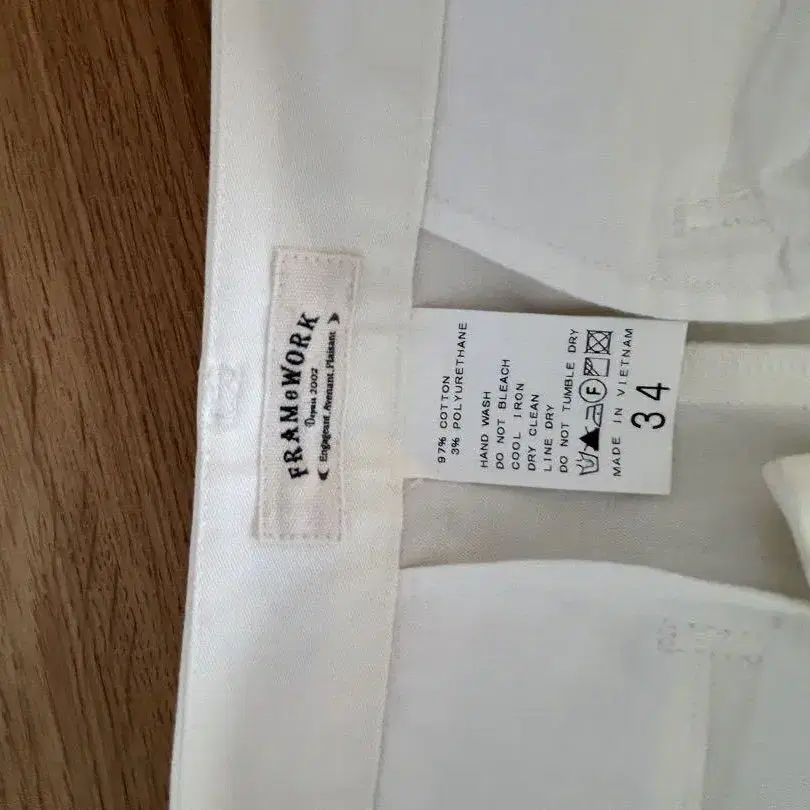 FRAMeWORK
Depuis 2002
Engageant, Avenant, Plaisant
97% COTTON
3% POLYURETHANE
HAND WASH
DO NOT BLEACH
COOL IRON
DRY CLEAN
LINE DRY
DO NOT TUMBLE DRY
F
MADE IN VIETNAM
34